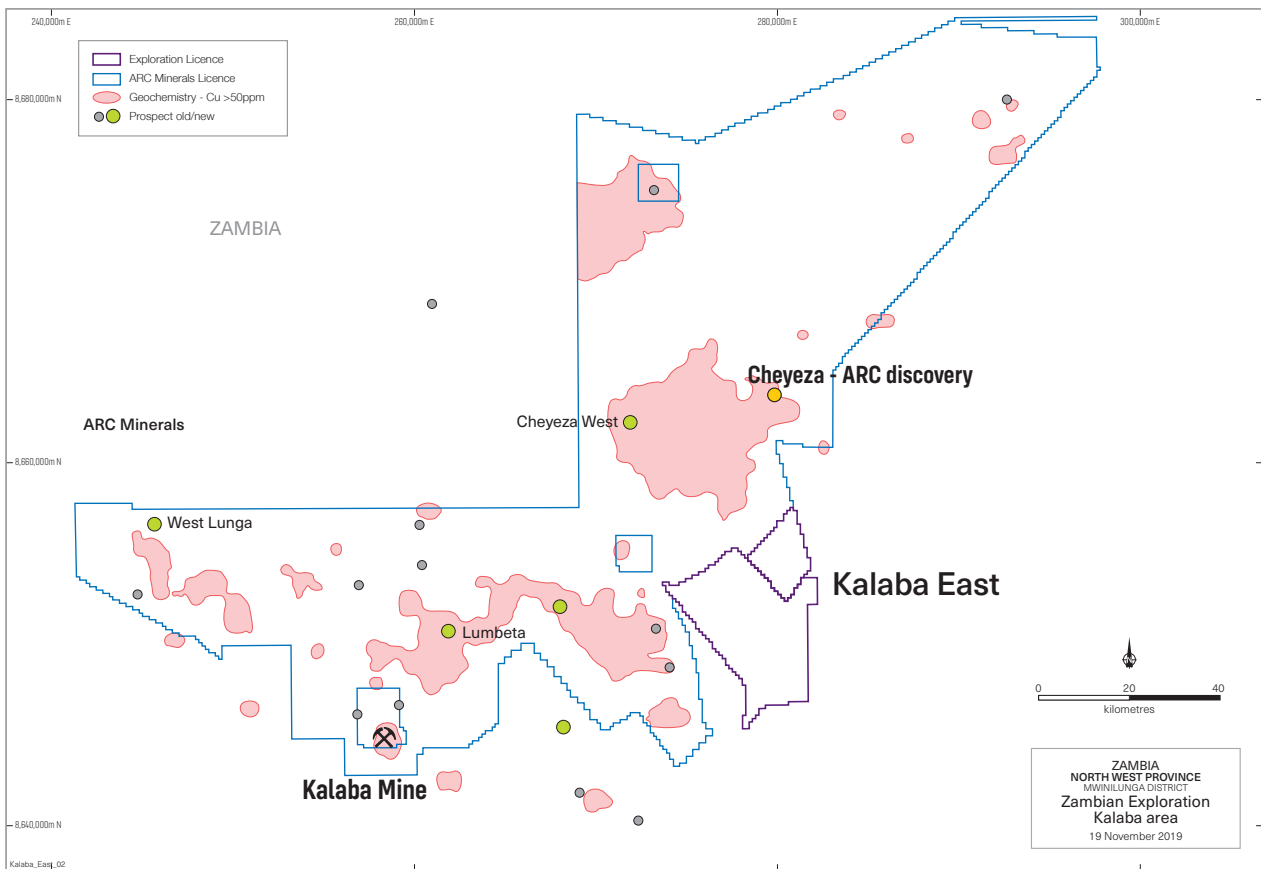 240,000m E
260,000m E
280,000m E
300,000m E
Exploration Licence
ARC Minerals Licence
Geochemistry - Cu >50ppm
Prospect old/new
8,680,000m N
ZAMBIA
Cheyeza - ARC discovery
Cheyeza West
ARC Minerals
8,660,000m N
West Lunga
Kalaba East
Lumbeta
N
0 20 40
kilometres
Kalaba Mine
ZAMBIA
NORTH WEST PROVINCE
MWINILUNGA DISTRICT
Zambian Exploration
Kalaba area
19 November 2019
8,640,000m N
Kalaba_East_02